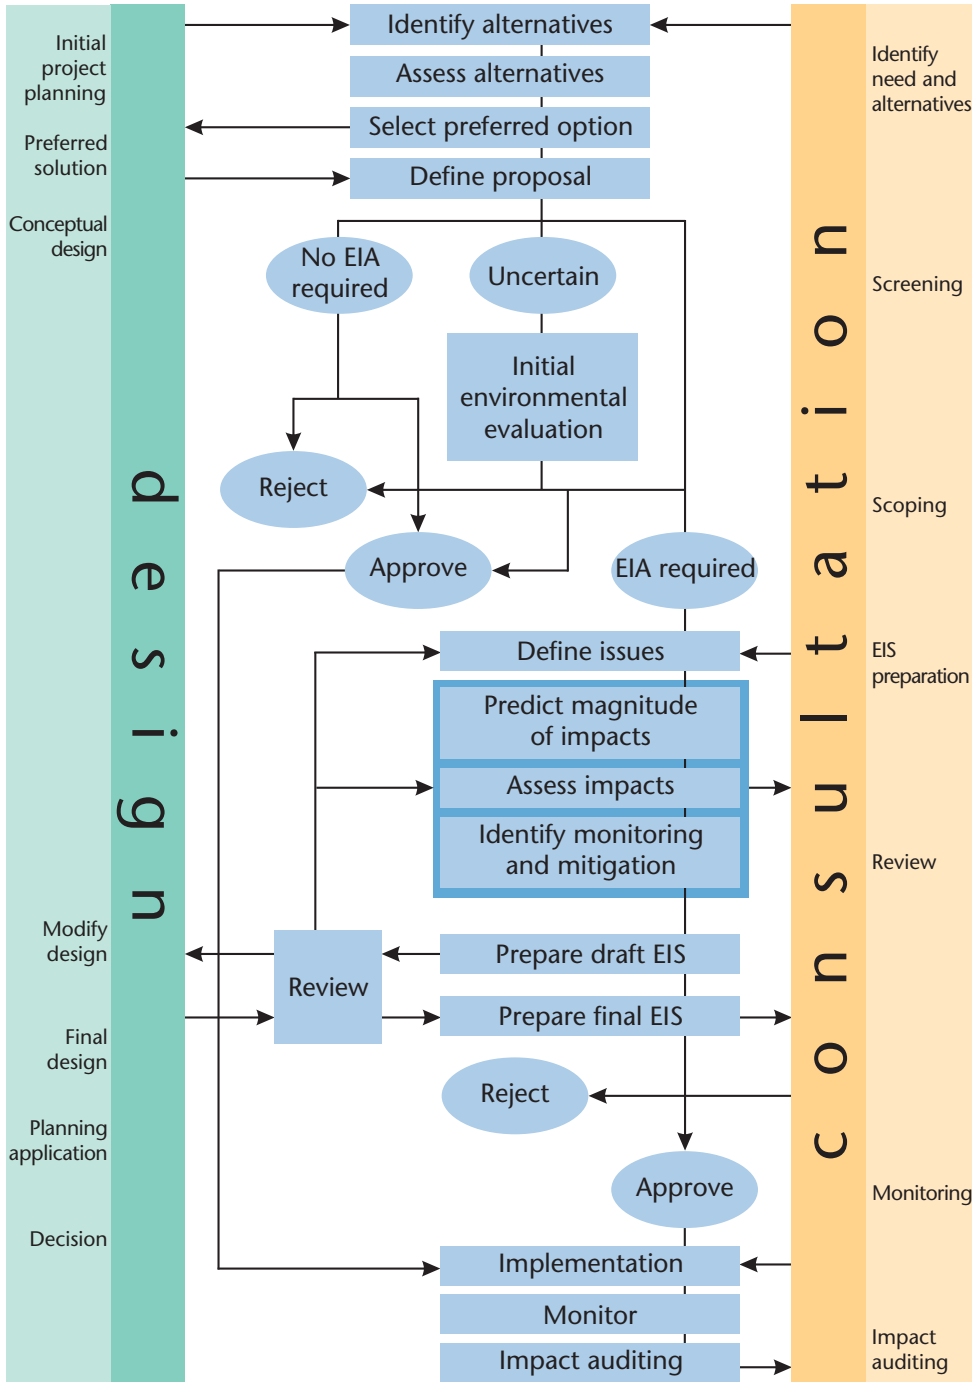 Initial
project
planning
Preferred
solution
Conceptual
design
Modify
design
Final
design
Planning
application
Decision
design
Identify alternatives
Assess alternatives
Select preferred option
Define proposal
No EIA
required
Uncertain
Initial
environmental
evaluation
Reject
Approve
EIA required
Define issues
Predict magnitude
of impacts
Assess impacts
Identify monitoring
and mitigation
Prepare draft EIS
Review
Prepare final EIS
Reject
Approve
Implementation
Monitor
Impact auditing
consultation
Identify
need and
alternatives
Screening
Scoping
EIS
preparation
Review
Monitoring
Impact
auditing